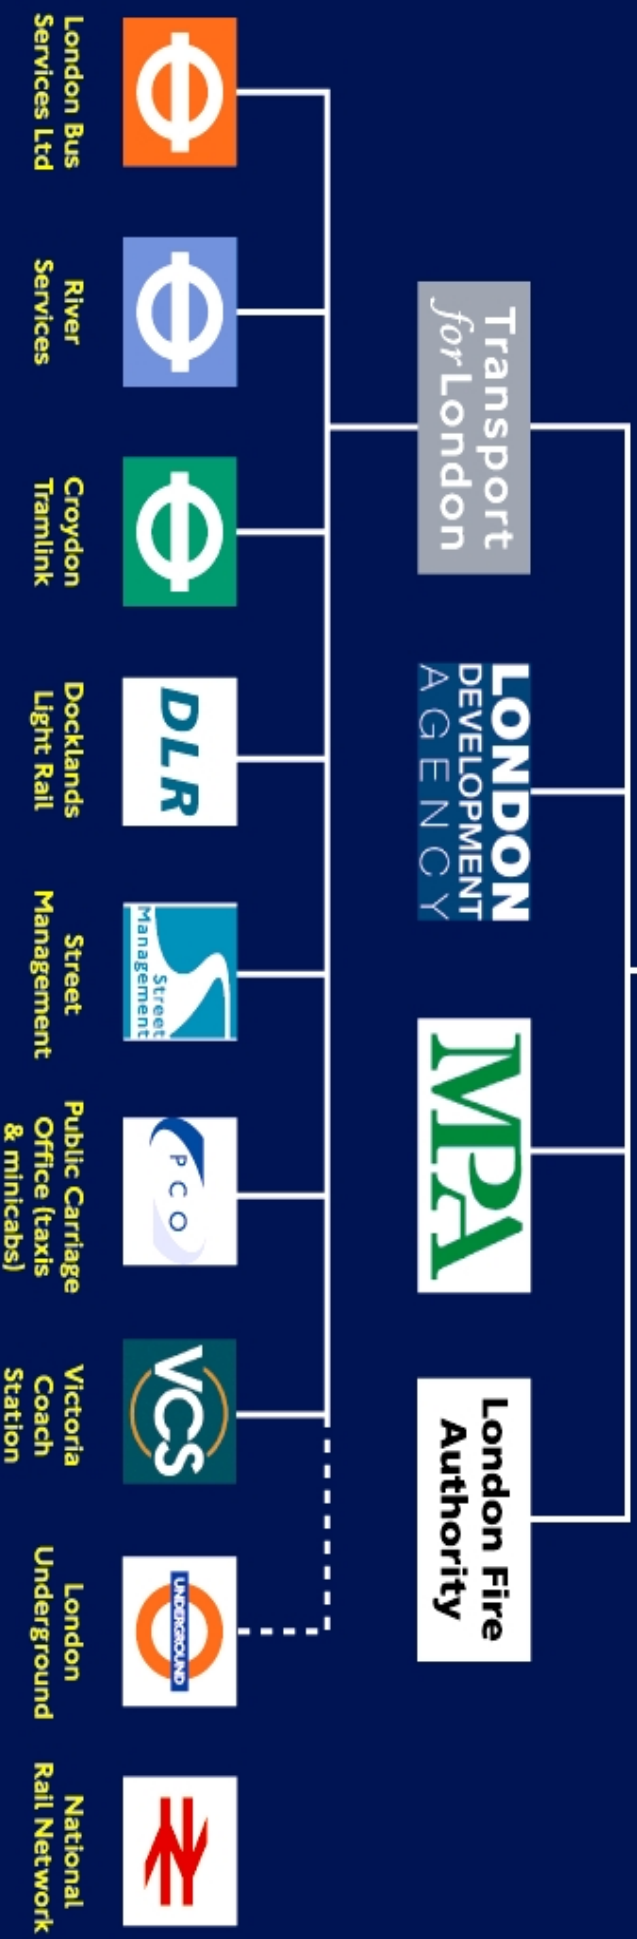 Transport
for London
LONDON
DEVELOPMENT
AGENCY
MPA
London Fire
Authority
DLR
Street
Management
PCO
VCS
UNDERGROUND
London Bus
Services Ltd
River
Services
Croydon
Tramlink
Docklands
Light Rail
Street
Management
Public Carriage
Office (taxis
& minicabs)
Victoria
Coach
Station
London
Underground
National
Rail Network